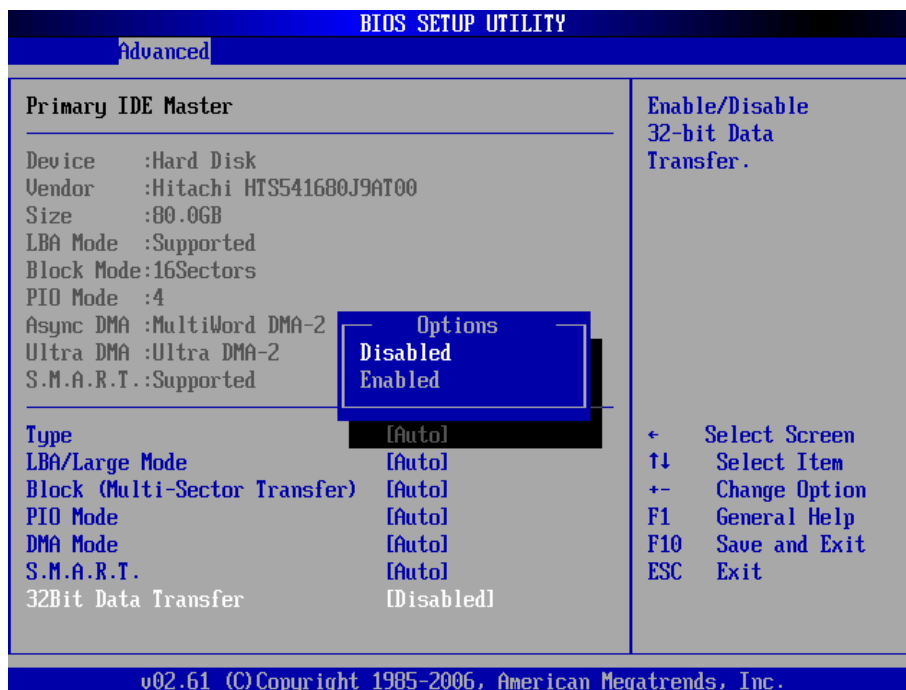 BIOS SETUP UTILITY
Advanced
Primary IDE Master
Device :Hard Disk
Vendor :Hitachi HTS541680J9AT00
Size :80.0GB
LBA Mode :Supported
Block Mode:16Sectors
PIO Mode :4
Async DMA :MultiWord DMA-2
Ultra DMA :Ultra DMA-2
S.M.A.R.T.:Supported
Options
Disabled
Enabled
Type [Auto]
LBA/Large Mode [Auto]
Block (Multi-Sector Transfer) [Auto]
PIO Mode [Auto]
DMA Mode [Auto]
S.M.A.R.T. [Auto]
32Bit Data Transfer [Disabled]
Enable/Disable
32-bit Data
Transfer.
← Select Screen
↑↓ Select Item
+- Change Option
F1 General Help
F10 Save and Exit
ESC Exit
v02.61 (C)Copyright 1985-2006, American Megatrends, Inc.